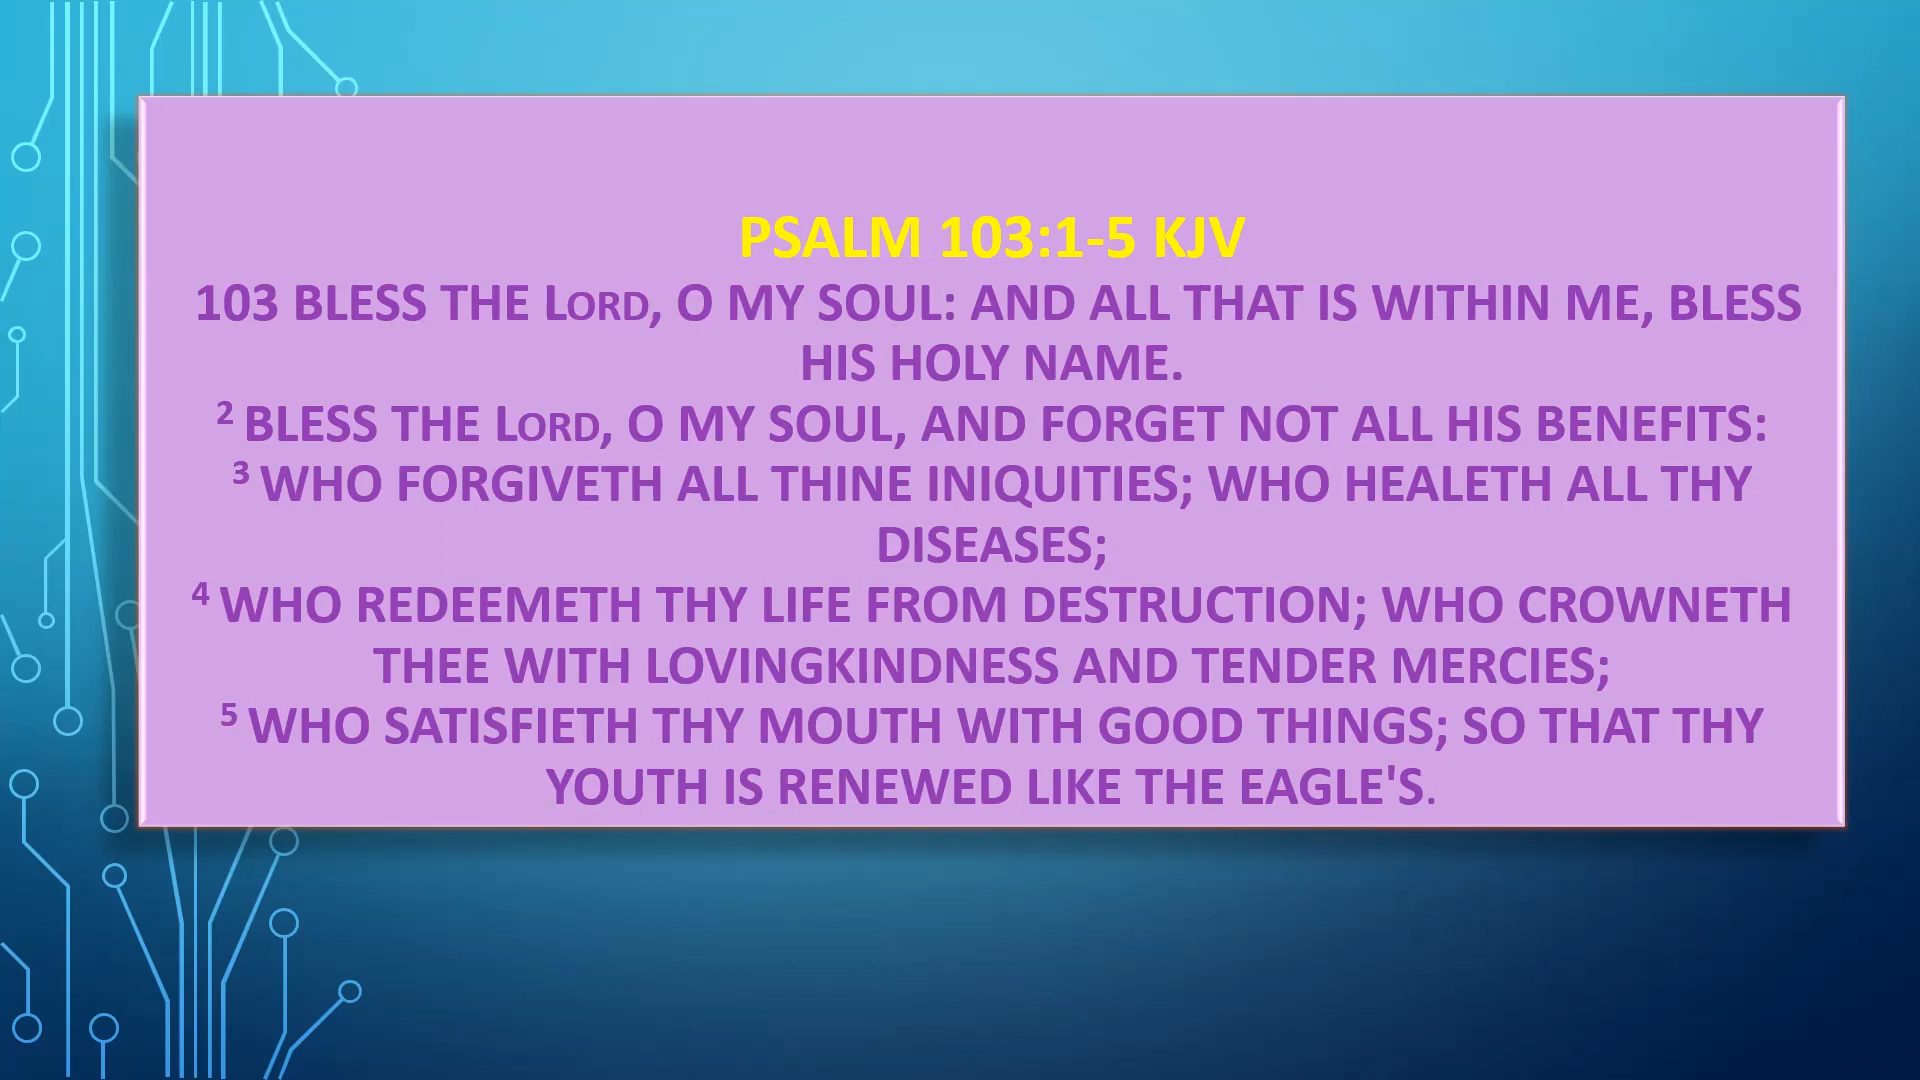 PSALM 103:1-5 KJV
103 BLESS THE LORD, O MY SOUL: AND ALL THAT IS WITHIN ME, BLESS
HIS HOLY NAME.
2 BLESS THE LORD, O MY SOUL, AND FORGET NOT ALL HIS BENEFITS:
3 WHO FORGIVETH ALL THINE INIQUITIES; WHO HEALETH ALL THY
DISEASES;
4 WHO REDEEMETH THY LIFE FROM DESTRUCTION; WHO CROWNETH
THEE WITH LOVINGKINDNESS AND TENDER MERCIES;
5 WHO SATISFIETH THY MOUTH WITH GOOD THINGS; SO THAT THY
YOUTH IS RENEWED LIKE THE EAGLE'S.